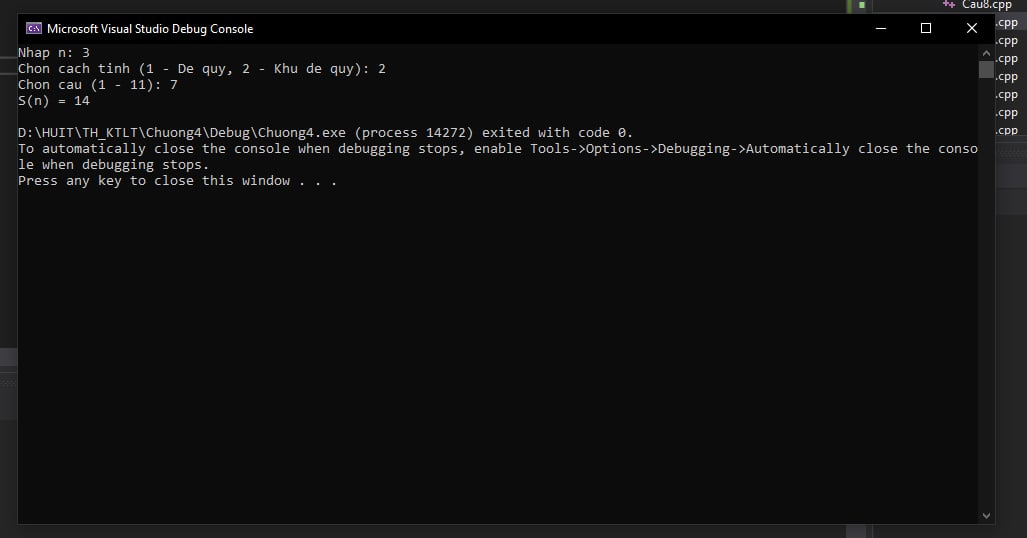 Cau8.cpp
Microsoft Visual Studio Debug Console
.cpp
Nhap n: 3
.cpp
Chon cach tinh (1 - De quy, 2 - Khu de quy): 2
.cpp
Chon cau (1 - 11): 7
.cpp
S(n) = 14
.cpp
.cpp
D:\HUIT\TH_KTLT\Chuong4\Debug\Chuong4.exe (process 14272) exited with code 0.
.cpp
To automatically close the console when debugging stops, enable Tools->Options->Debugging->Automatically close the conso
le when debugging stops.
Press any key to close this window . . .